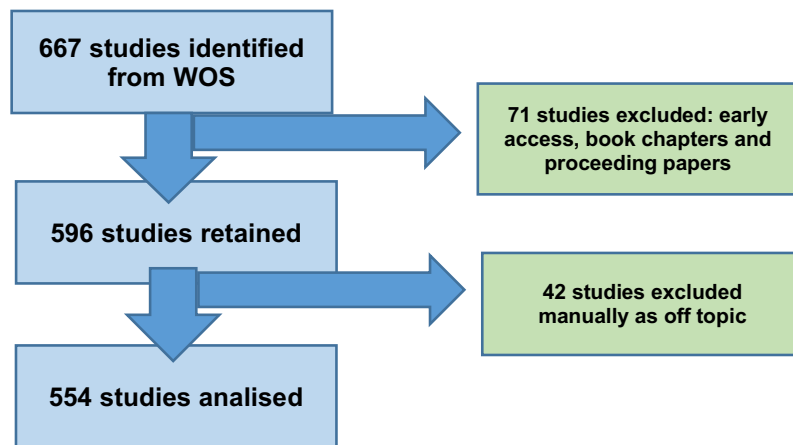 667 studies identified
from WOS
71 studies excluded: early
access, book chapters and
proceeding papers
596 studies retained
42 studies excluded
manually as off topic
554 studies analised